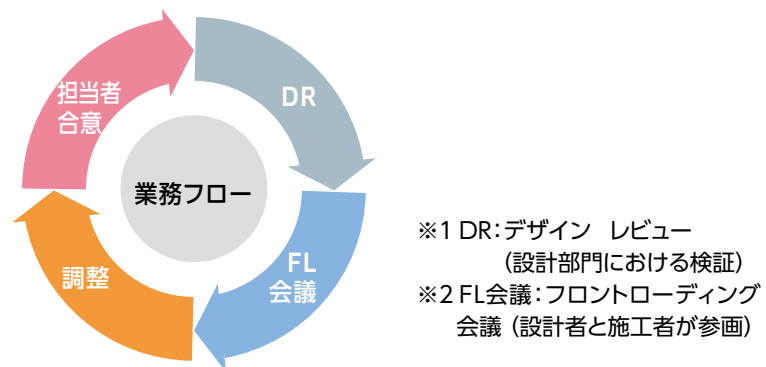 担当者
合意
DR
業務フロー
調整
FL
会議
※1 DR:デザイン レビュー
(設計部門における検証)
※2 FL会議:フロントローディング
会議(設計者と施工者が参画)